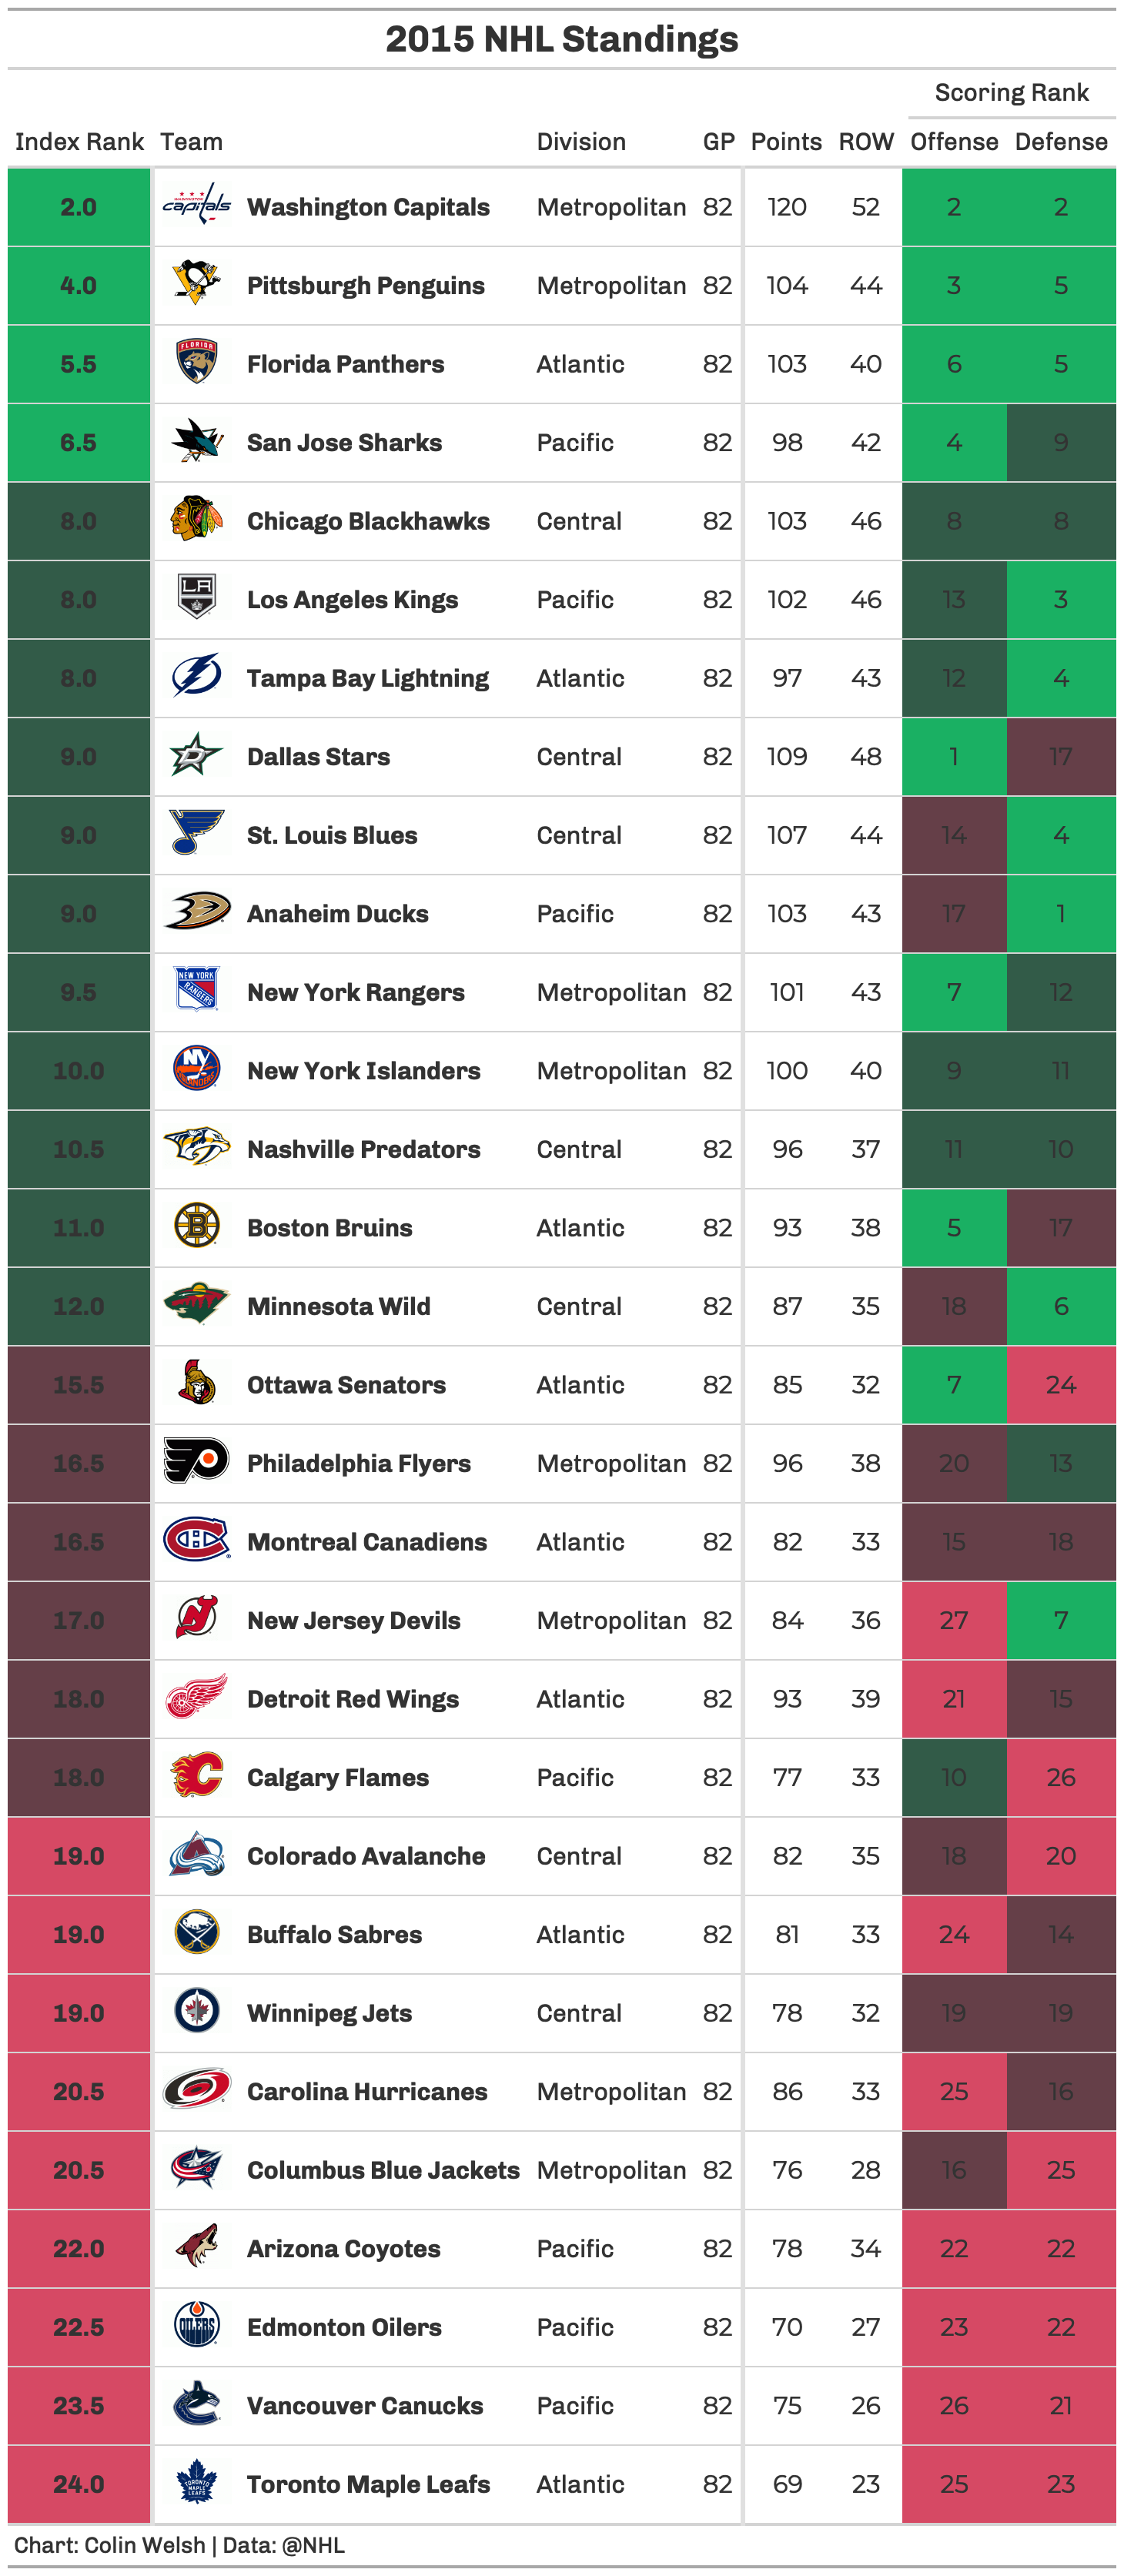 2015 NHL Standings
Scoring Rank
Index Rank Team Division GP Points ROW Offense Defense
2.0 Washington Capitals Metropolitan 82 120 52 2 2
4.0 Pittsburgh Penguins Metropolitan 82 104 44 3 5
5.5 Florida Panthers Atlantic 82 103 40 6 5
6.5 San Jose Sharks Pacific 82 98 42 4 9
8.0 Chicago Blackhawks Central 82 103 46 8 8
8.0 Los Angeles Kings Pacific 82 102 46 13 3
8.0 Tampa Bay Lightning Atlantic 82 97 43 12 4
9.0 Dallas Stars Central 82 109 48 1 17
9.0 St. Louis Blues Central 82 107 44 14 4
9.0 Anaheim Ducks Pacific 82 103 43 17 1
9.5 New York Rangers Metropolitan 82 101 43 7 12
10.0 New York Islanders Metropolitan 82 100 40 9 11
10.5 Nashville Predators Central 82 96 37 11 10
11.0 Boston Bruins Atlantic 82 93 38 5 17
12.0 Minnesota Wild Central 82 87 35 18 6
15.5 Ottawa Senators Atlantic 82 85 32 7 24
16.5 Philadelphia Flyers Metropolitan 82 96 38 20 13
16.5 Montreal Canadiens Atlantic 82 82 33 15 18
17.0 New Jersey Devils Metropolitan 82 84 36 27 7
18.0 Detroit Red Wings Atlantic 82 93 39 21 15
18.0 Calgary Flames Pacific 82 77 33 10 26
19.0 Colorado Avalanche Central 82 82 35 18 20
19.0 Buffalo Sabres Atlantic 82 81 33 24 14
19.0 Winnipeg Jets Central 82 78 32 19 19
20.5 Carolina Hurricanes Metropolitan 82 86 33 25 16
20.5 Columbus Blue Jackets Metropolitan 82 76 28 16 25
22.0 Arizona Coyotes Pacific 82 78 34 22 22
22.5 Edmonton Oilers Pacific 82 70 27 23 22
23.5 Vancouver Canucks Pacific 82 75 26 26 21
24.0 Toronto Maple Leafs Atlantic 82 69 23 25 23
Chart: Colin Welsh | Data: @NHL